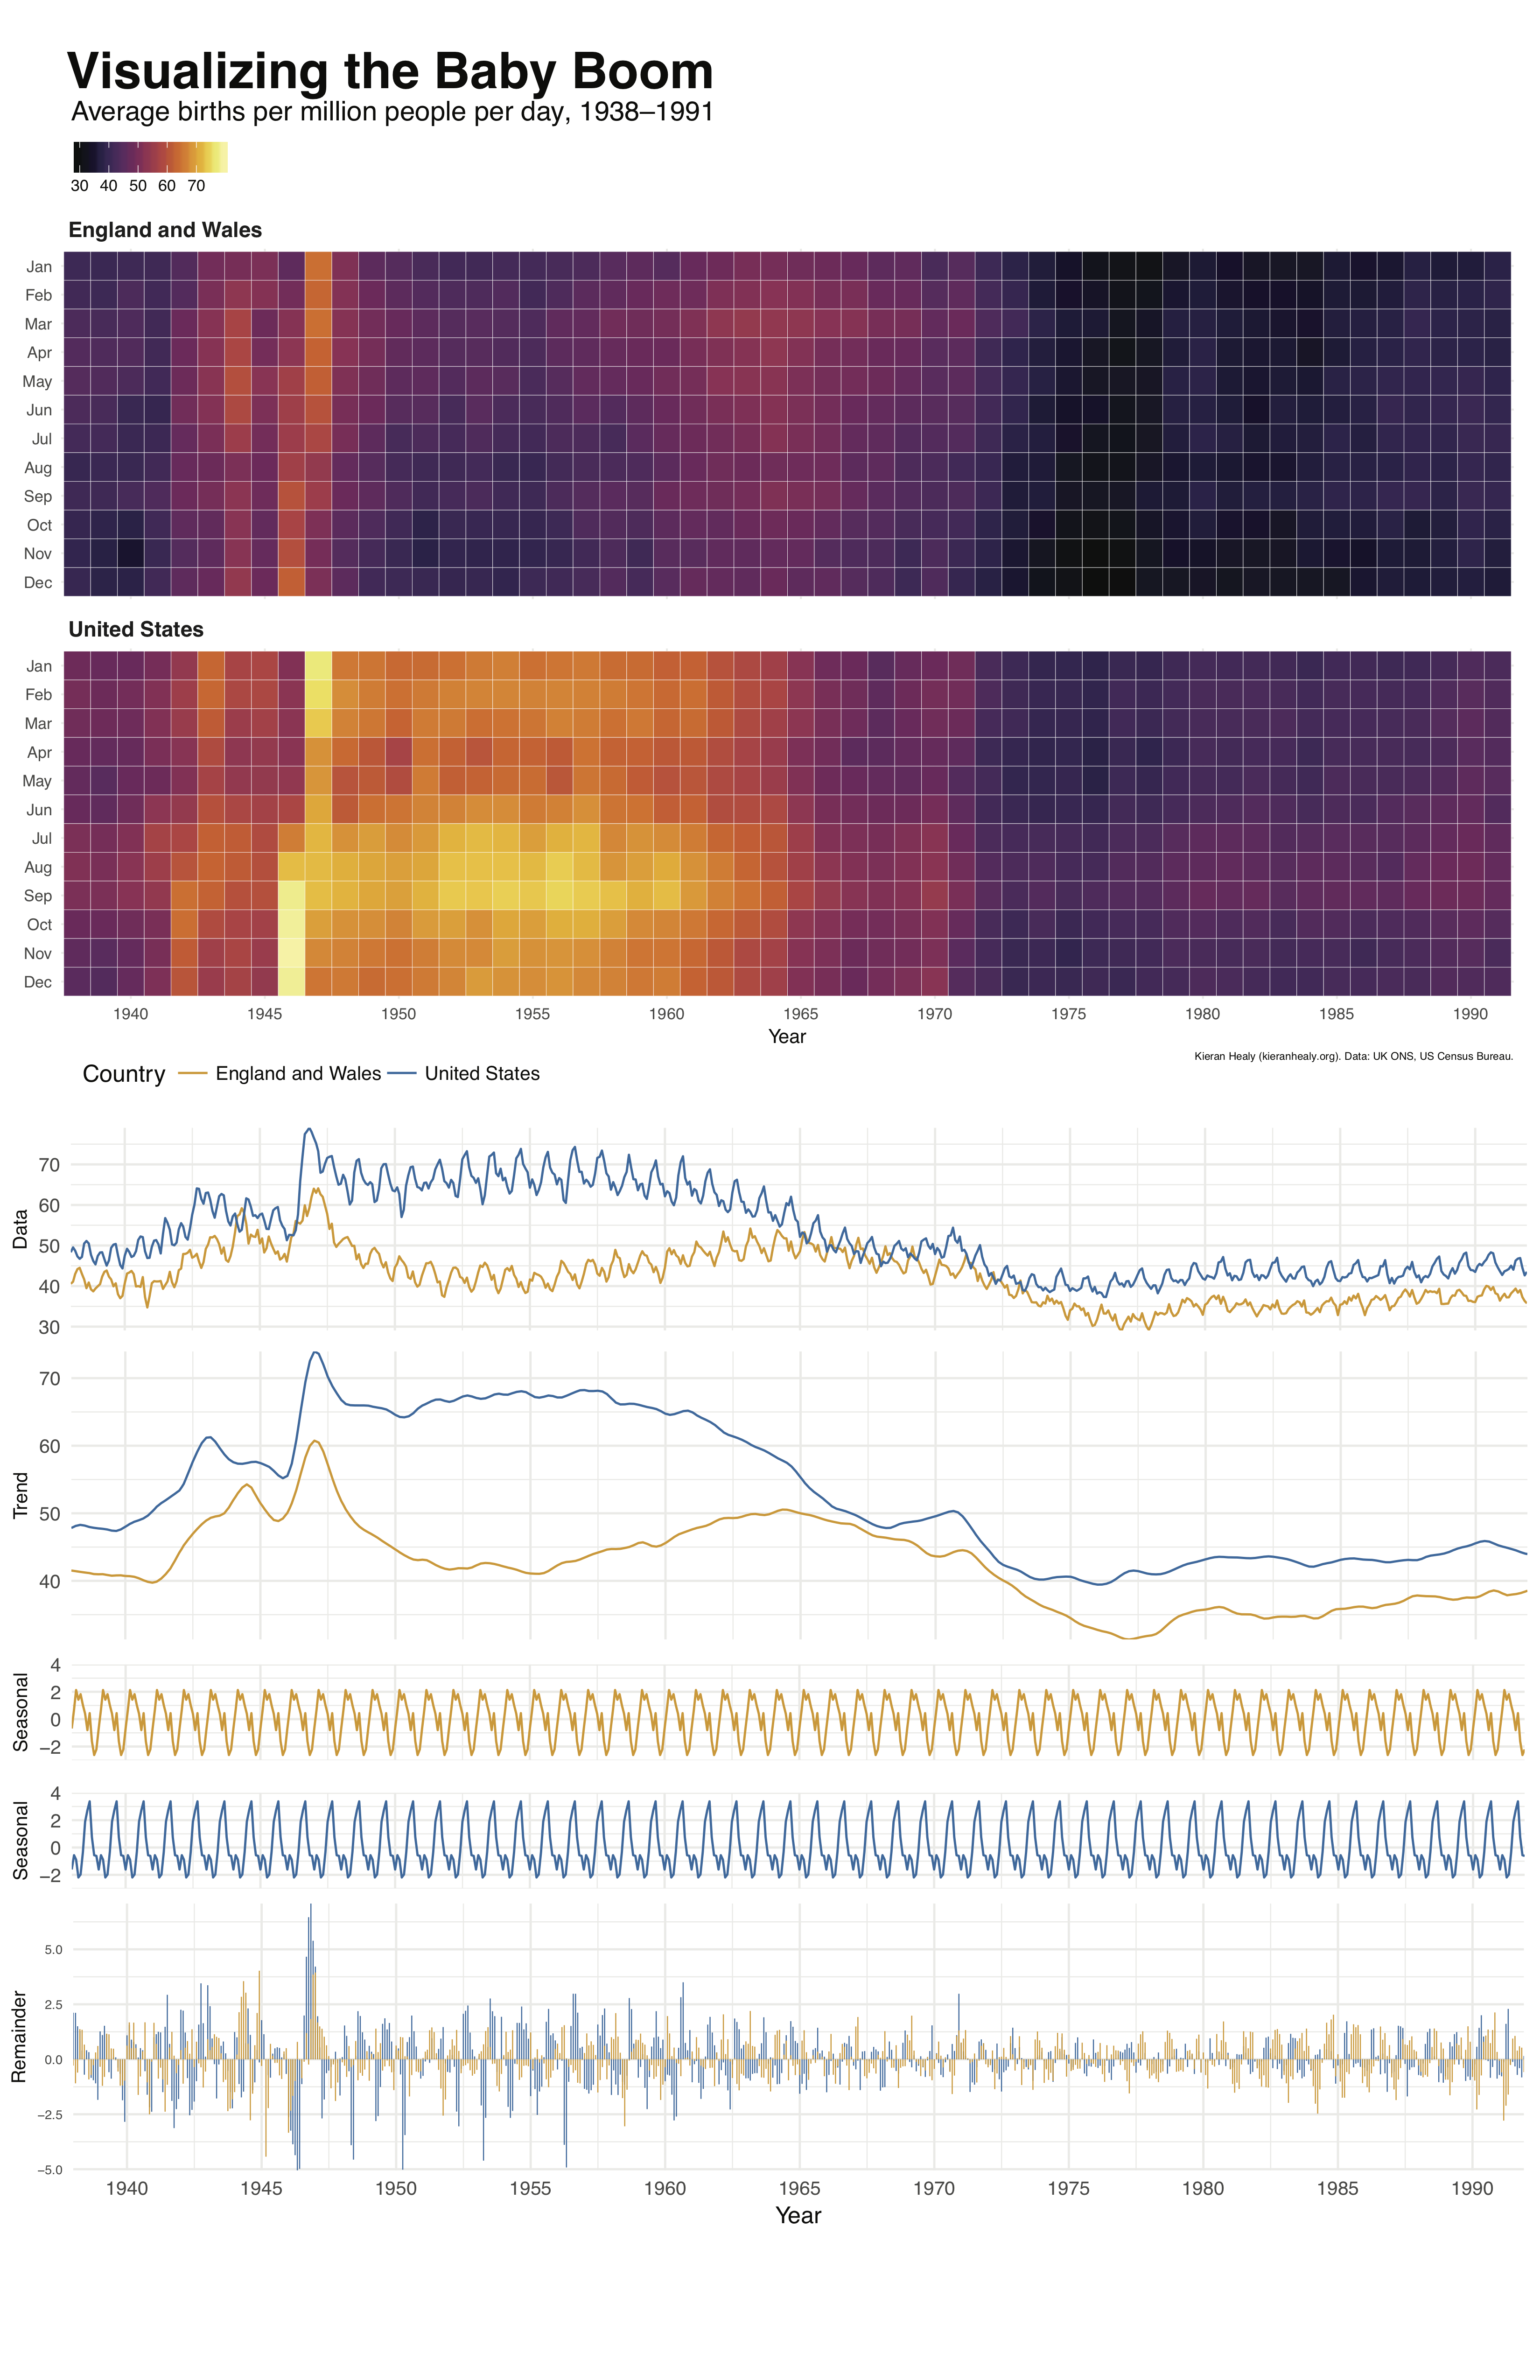 Visualizing the Baby Boom
Average births per million people per day, 1938–1991
30 40 50 60 70
England and Wales
Jan
Feb
Mar
Apr
May
Jun
Jul
Aug
Sep
Oct
Nov
Dec
United States
Jan
Feb
Mar
Apr
May
Jun
Jul
Aug
Sep
Oct
Nov
Dec
1940 1945 1950 1955 1960 1965 1970 1975 1980 1985 1990
Year
Kieran Healy (kieranhealy.org). Data: UK ONS, US Census Bureau.
Country England and Wales United States
Data
70
60
50
40
30
Trend
70
60
50
40
Seasonal
4
2
0
−2
Seasonal
4
2
0
−2
Remainder
5.0
2.5
0.0
−2.5
−5.0
1940 1945 1950 1955 1960 1965 1970 1975 1980 1985 1990
Year